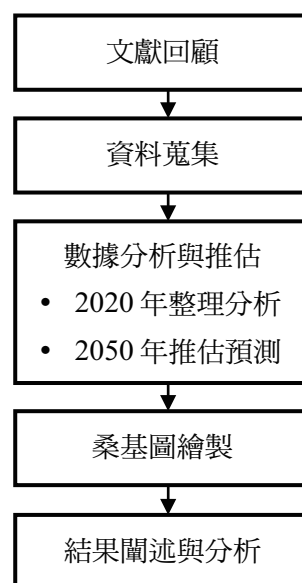 文獻回顧
資料蒐集
數據分析與推估
• 2020 年整理分析
• 2050 年推估預測
桑基圖繪製
結果闡述與分析